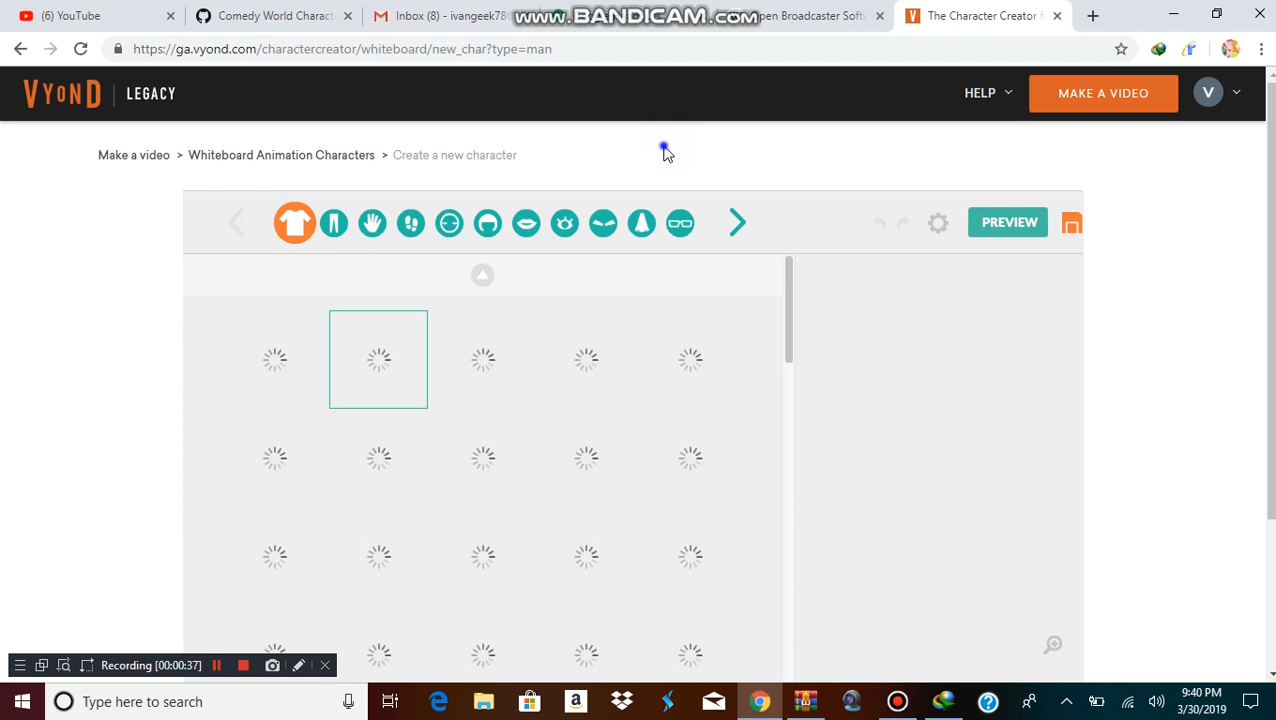 (6) YouTube
Comedy World Charact
Inbox (8) - ivangeek78
www.BANDICAM.com
pen Broadcaster Softw
The Character Creator f
https://ga.vyond.com/charactercreator/whiteboard/new_char?type=man
VYOND LEGACY
HELP
MAKE A VIDEO
V
Make a video > Whiteboard Animation Characters > Create a new character
PREVIEW
Recording [00:00:37]
Type here to search
9:40 PM
3/30/2019